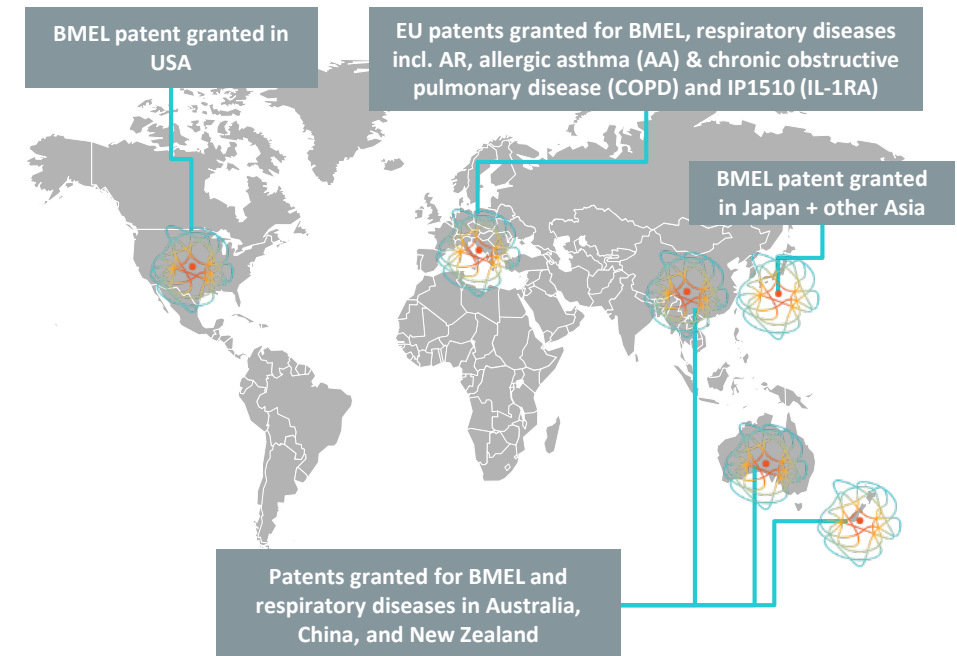 BMEL patent granted in
USA
EU patents granted for BMEL, respiratory diseases
incl. AR, allergic asthma (AA) & chronic obstructive
pulmonary disease (COPD) and IP1510 (IL-1RA)
BMEL patent granted
in Japan + other Asia
Patents granted for BMEL and
respiratory diseases in Australia,
China, and New Zealand